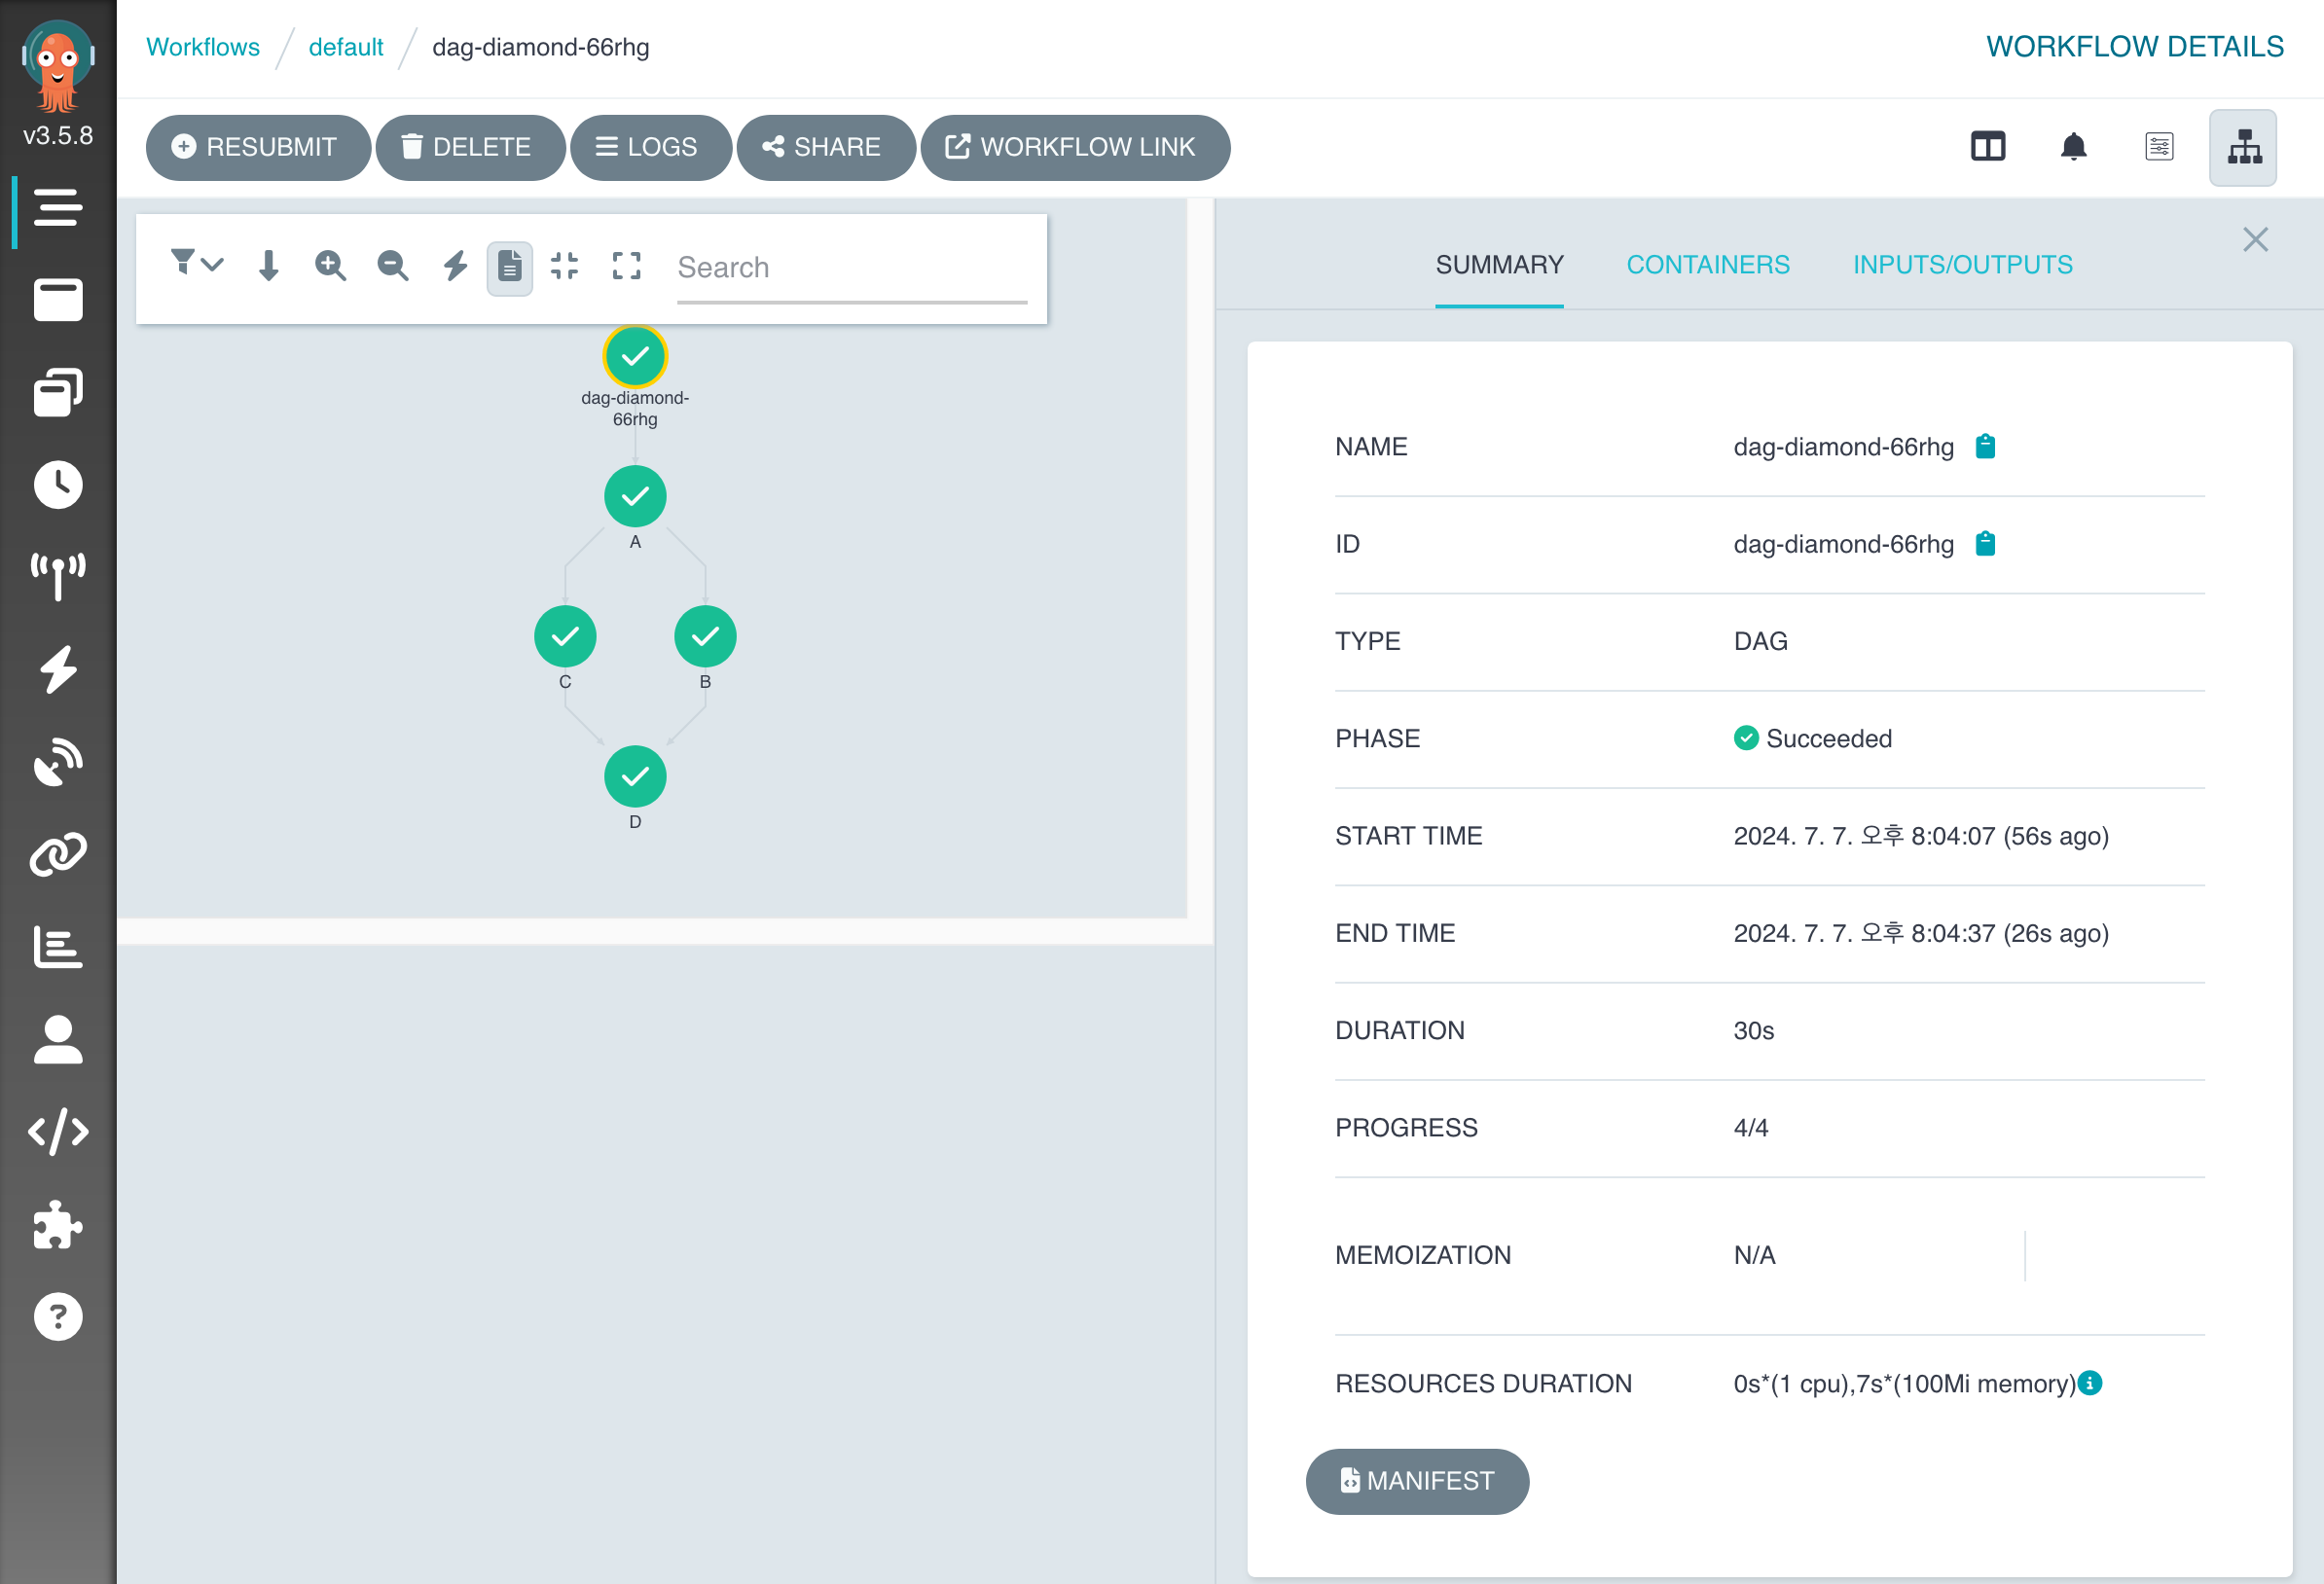 v3.5.8
Workflows / default / dag-diamond-66rhg
WORKFLOW DETAILS
RESUBMIT DELETE LOGS SHARE WORKFLOW LINK
Search
dag-diamond-
66rhg
A
C B
D
SUMMARY CONTAINERS INPUTS/OUTPUTS
NAME dag-diamond-66rhg
ID dag-diamond-66rhg
TYPE DAG
PHASE Succeeded
START TIME 2024. 7. 7. 오후 8:04:07 (56s ago)
END TIME 2024. 7. 7. 오후 8:04:37 (26s ago)
DURATION 30s
PROGRESS 4/4
MEMOIZATION N/A
RESOURCES DURATION 0s*(1 cpu),7s*(100Mi memory)
MANIFEST